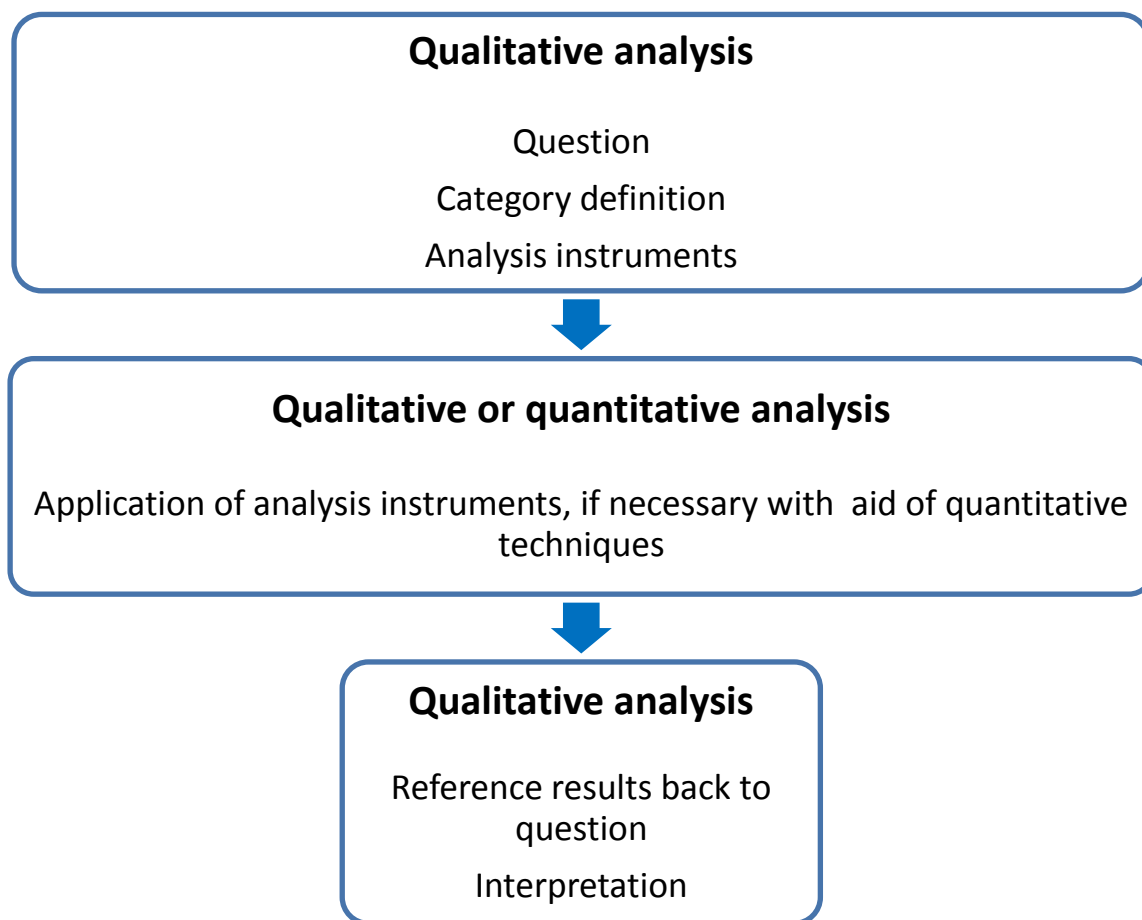 Qualitative analysis
Question
Category definition
Analysis instruments
Qualitative or quantitative analysis
Application of analysis instruments, if necessary with  aid of quantitative
techniques
Qualitative analysis
Reference results back to
question
Interpretation